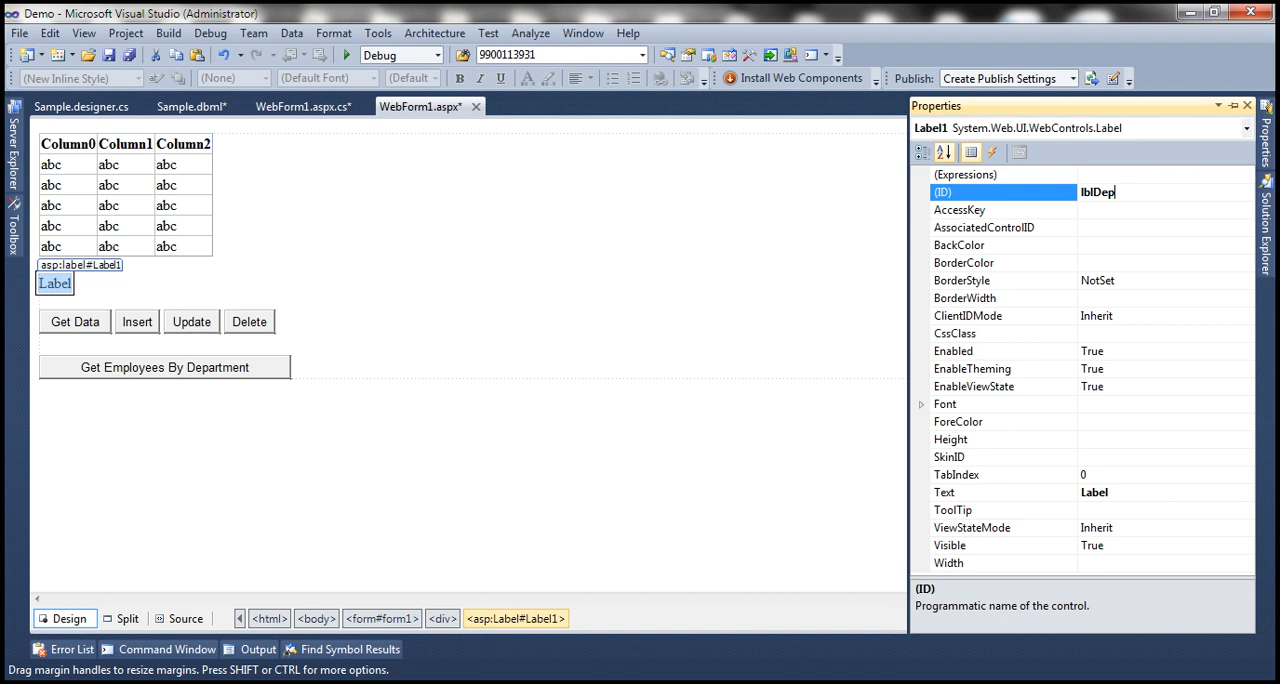 Demo - Microsoft Visual Studio (Administrator)
File Edit View Project Build Debug Team Data Format Tools Architecture Test Analyze Window Help
Debug 9900113931
(New Inline Style) (None) (Default Font) (Default B I U A Install Web Components Publish: Create Publish Settings
Sample.designer.cs Sample.dbml* WebForm1.aspx.cs* WebForm1.aspx*
Server Explorer
Toolbox
Column0 Column1 Column2
abc abc abc
abc abc abc
abc abc abc
abc abc abc
abc abc abc
asp:label#Label1
Label
Get Data Insert Update Delete
Get Employees By Department
Design Split Source <html> <body> <form#form1> <div> <asp:Label#Label1>
Properties
Label1 System.Web.UI.WebControls.Label
(Expressions)
(ID) lblDep
AccessKey
AssociatedControlID
BackColor
BorderColor
BorderStyle NotSet
BorderWidth
ClientIDMode Inherit
CssClass
Enabled True
EnableTheming True
EnableViewState True
Font
ForeColor
Height
SkinID
TabIndex 0
Text Label
ToolTip
ViewStateMode Inherit
Visible True
Width
(ID)
Programmatic name of the control.
Properties
Solution Explorer
Error List Command Window Output Find Symbol Results
Drag margin handles to resize margins. Press SHIFT or CTRL for more options.